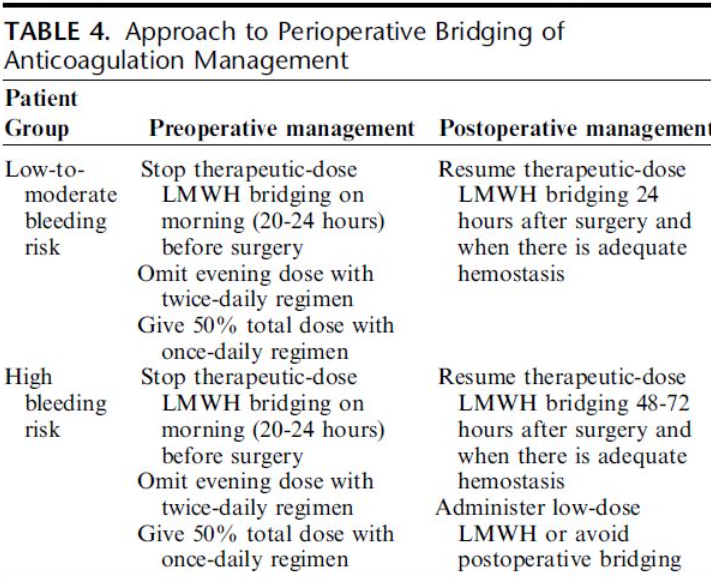 TABLE 4. Approach to Perioperative Bridging of
Anticoagulation Management
Patient
Group Preoperative management Postoperative management
Low-to-
moderate
bleeding
risk
Stop therapeutic-dose
LMWH bridging on
morning (20-24 hours)
before surgery
Omit evening dose with
twice-daily regimen
Give 50% total dose with
once-daily regimen
Resume therapeutic-dose
LMWH bridging 24
hours after surgery and
when there is adequate
hemostasis
High
bleeding
risk
Stop therapeutic-dose
LMWH bridging on
morning (20-24 hours)
before surgery
Omit evening dose with
twice-daily regimen
Give 50% total dose with
once-daily regimen
Resume therapeutic-dose
LMWH bridging 48-72
hours after surgery and
when there is adequate
hemostasis
Administer low-dose
LMWH or avoid
postoperative bridging